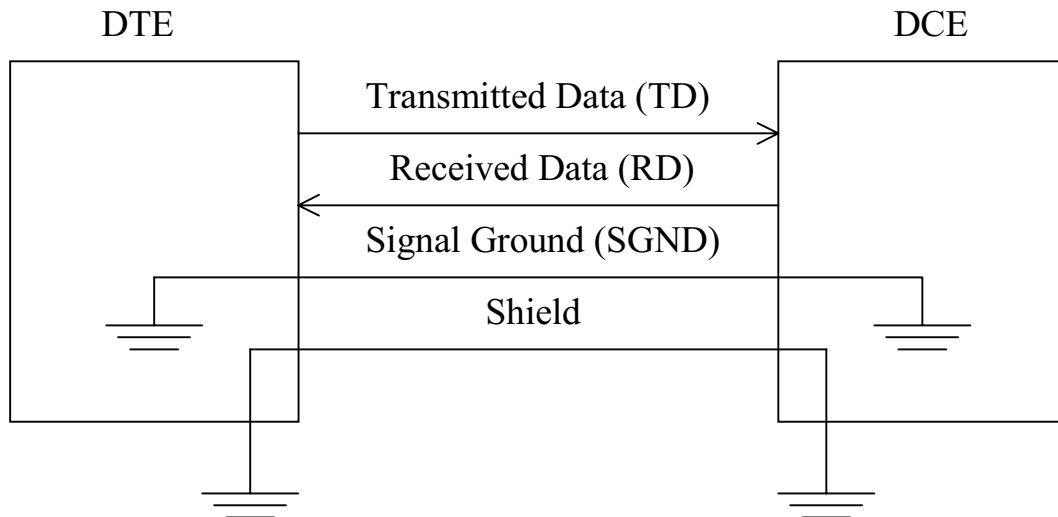 DTE
DCE
Transmitted Data (TD)
Received Data (RD)
Signal Ground (SGND)
Shield